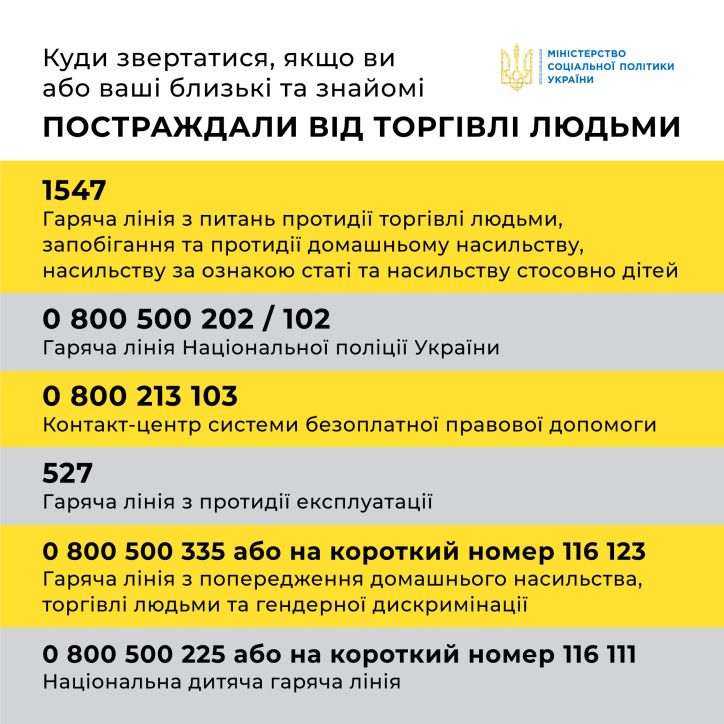 Куди звертатися, якщо ви
або ваші близькі та знайомі
ПОСТРАЖДАЛИ ВІД ТОРГІВЛІ ЛЮДЬМИ
МІНІСТЕРСТВО
СОЦІАЛЬНОЇ ПОЛІТИКИ
УКРАЇНИ
1547
Гаряча лінія з питань протидії торгівлі людьми,
запобігання та протидії домашньому насильству,
насильству за ознакою статі та насильству стосовно дітей
0 800 500 202 / 102
Гаряча лінія Національної поліції України
0 800 213 103
Контакт-центр системи безоплатної правової допомоги
527
Гаряча лінія з протидії експлуатації
0 800 500 335 або на короткий номер 116 123
Гаряча лінія з попередження домашнього насильства,
торгівлі людьми та гендерної дискримінації
0 800 500 225 або на короткий номер 116 111
Національна дитяча гаряча лінія